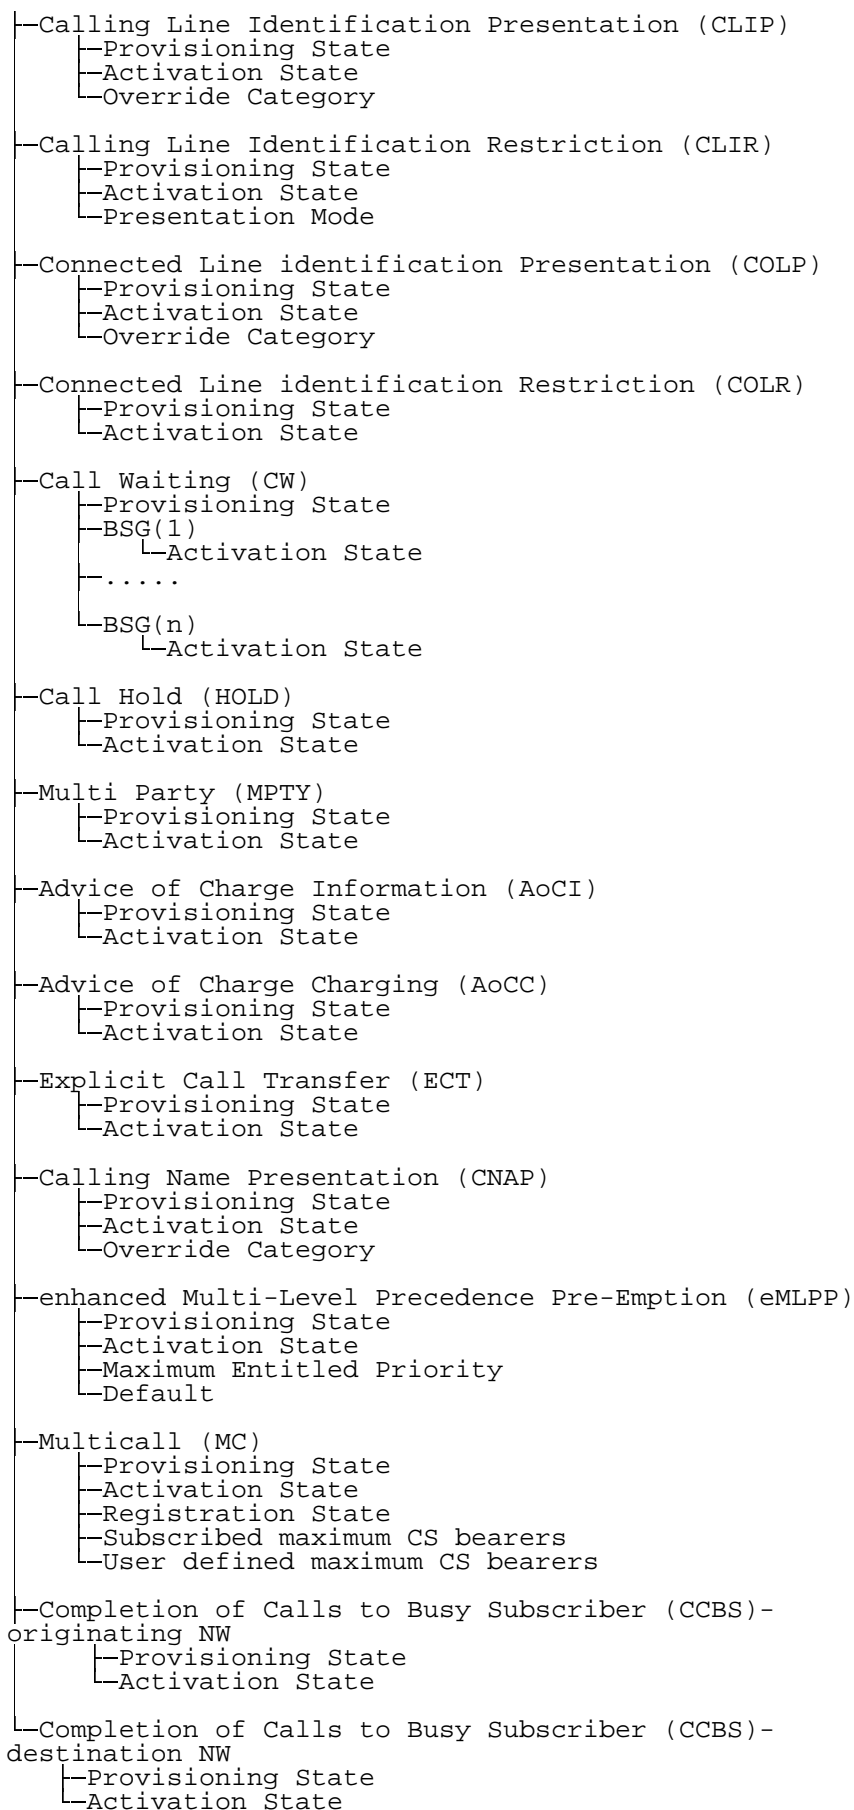 Calling Line Identification Presentation (CLIP)
Provisioning State
Activation State
Override Category
Calling Line Identification Restriction (CLIR)
Provisioning State
Activation State
Presentation Mode
Connected Line identification Presentation (COLP)
Provisioning State
Activation State
Override Category
Connected Line identification Restriction (COLR)
Provisioning State
Activation State
Call Waiting (CW)
Provisioning State
BSG(1)
Activation State
.....
BSG(n)
Activation State
Call Hold (HOLD)
Provisioning State
Activation State
Multi Party (MPTY)
Provisioning State
Activation State
Advice of Charge Information (AoCI)
Provisioning State
Activation State
Advice of Charge Charging (AoCC)
Provisioning State
Activation State
Explicit Call Transfer (ECT)
Provisioning State
Activation State
Calling Name Presentation (CNAP)
Provisioning State
Activation State
Override Category
enhanced Multi-Level Precedence Pre-Emption (eMLPP)
Provisioning State
Activation State
Maximum Entitled Priority
Default
Multicall (MC)
Provisioning State
Activation State
Registration State
Subscribed maximum CS bearers
User defined maximum CS bearers
Completion of Calls to Busy Subscriber (CCBS)-
originating NW
Provisioning State
Activation State
Completion of Calls to Busy Subscriber (CCBS)-
destination NW
Provisioning State
Activation State